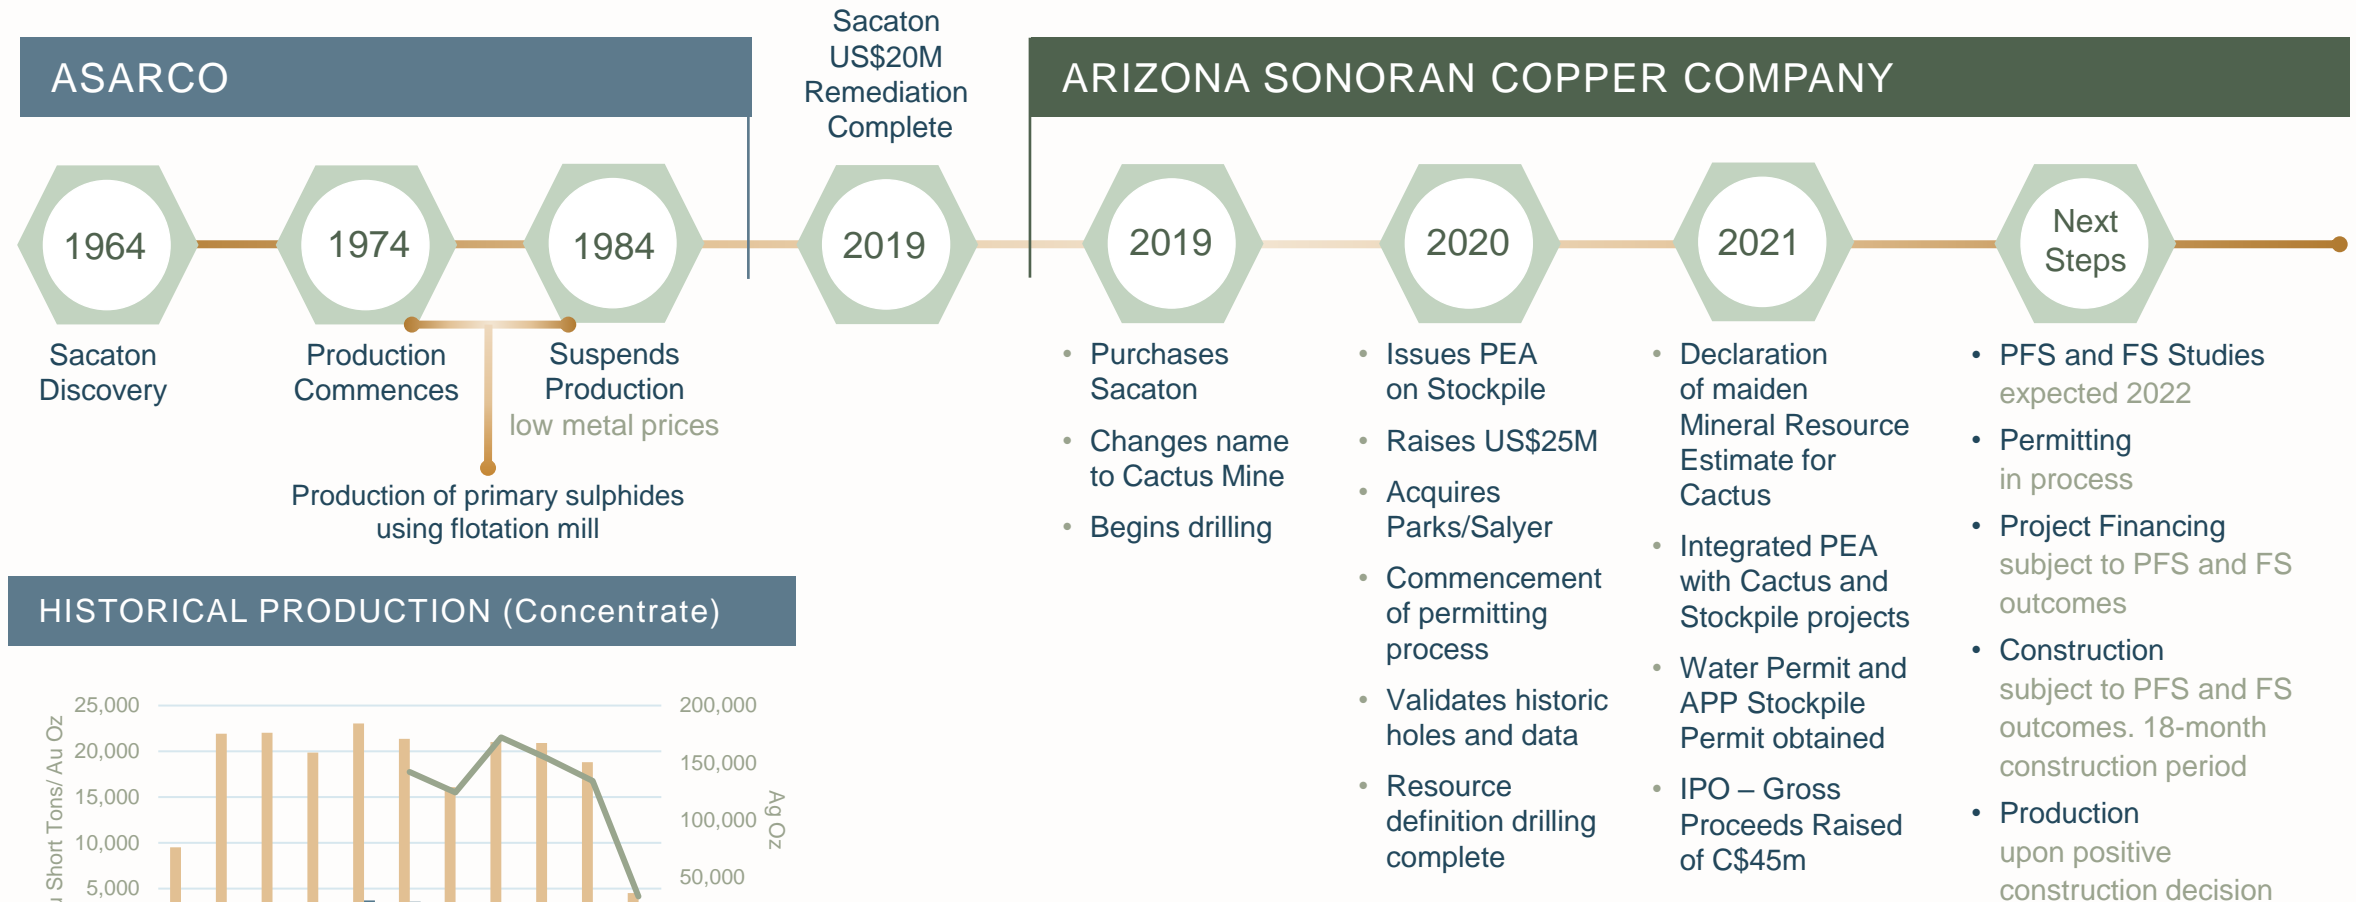 Sacaton
US$20M
Remediation
Complete
ASARCO
ARIZONA SONORAN COPPER COMPANY
1964
1974
1984
2019
2019
2020
2021
Next
Steps
Sacaton
Discovery
Production
Commences
Suspends
Production
low metal prices
Production of primary sulphides
using flotation mill
Purchases
Sacaton
Changes name
to Cactus Mine
Begins drilling
Issues PEA
on Stockpile
Raises US$25M
Acquires
Parks/Salyer
Commencement
of permitting
process
Validates historic
holes and data
Resource
definition drilling
complete
Declaration
of maiden
Mineral Resource
Estimate for
Cactus
Integrated PEA
with Cactus and
Stockpile projects
Water Permit and
APP Stockpile
Permit obtained
IPO – Gross
Proceeds Raised
of C$45m
PFS and FS Studies
expected 2022
Permitting
in process
Project Financing
subject to PFS and FS
outcomes
Construction
subject to PFS and FS
outcomes. 18-month
construction period
Production
upon positive
construction decision
HISTORICAL PRODUCTION (Concentrate)
25,000
20,000
15,000
10,000
5,000
Short Tons/ Au Oz
200,000
150,000
100,000
50,000
Ag Oz